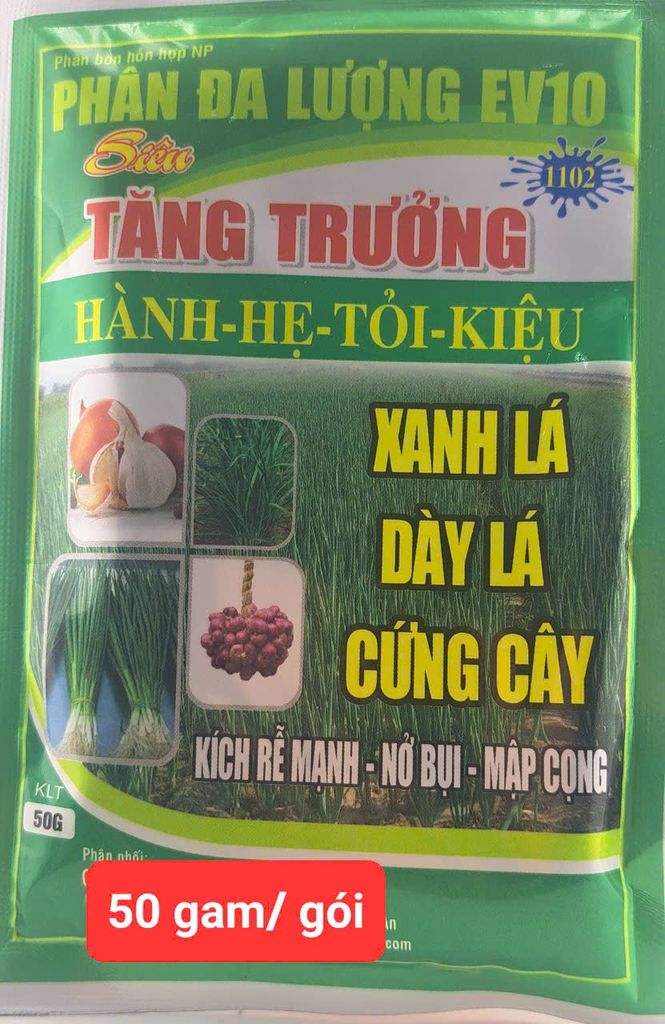 Phân bón hỗn hợp NP
PHÂN ĐA LƯỢNG EV10
Siêu
1102
TĂNG TRƯỞNG
HÀNH-HẸ-TỎI-KIỆU
XANH LÁ
DÀY LÁ
CỨNG CÂY
KÍCH RỄ MẠNH - NỞ BỤI - MẬP CỌNG
KLT
50G
Phân phối:
50 gam/ gói
.com